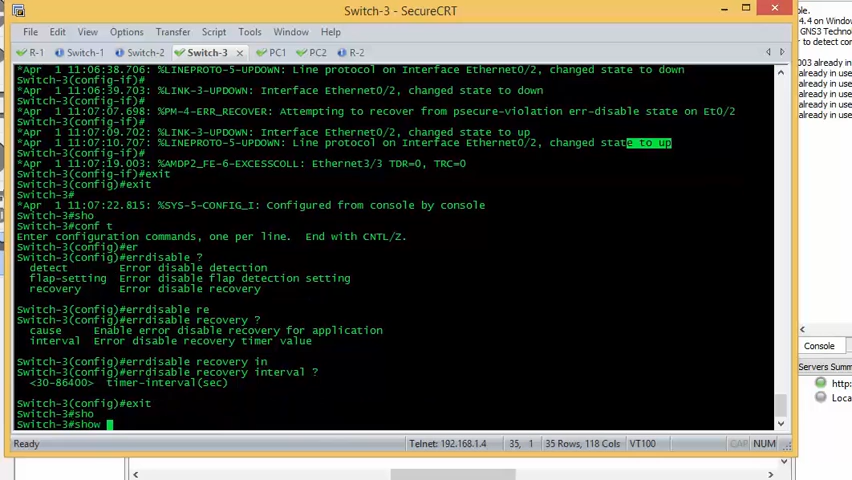 Switch-3 - SecureCRT
File Edit View Options Transfer Script Tools Window Help
R-1 Switch-1 Switch-2 Switch-3 PC1 PC2 R-2
*Apr  1 11:06:38.706: %LINEPROTO-5-UPDOWN: Line protocol on Interface Ethernet0/2, changed state to down
Switch-3(config-if)#
*Apr  1 11:06:39.703: %LINK-3-UPDOWN: Interface Ethernet0/2, changed state to down
Switch-3(config-if)#
*Apr  1 11:07:07.698: %PM-4-ERR_RECOVER: Attempting to recover from psecure-violation err-disable state on Et0/2
Switch-3(config-if)#
*Apr  1 11:07:09.702: %LINK-3-UPDOWN: Interface Ethernet0/2, changed state to up
*Apr  1 11:07:10.707: %LINEPROTO-5-UPDOWN: Line protocol on Interface Ethernet0/2, changed state to up
Switch-3(config-if)#
*Apr  1 11:07:19.003: %AMDP2_FE-6-EXCESSCOLL: Ethernet3/3 TDR=0, TRC=0
Switch-3(config-if)#exit
Switch-3(config)#exit
Switch-3#
*Apr  1 11:07:22.815: %SYS-5-CONFIG_I: Configured from console by console
Switch-3#sho
Switch-3#conf t
Enter configuration commands, one per line.  End with CNTL/Z.
Switch-3(config)#er
Switch-3(config)#errdisable ?
  detect        Error disable detection
  flap-setting  Error disable flap detection setting
  recovery      Error disable recovery
Switch-3(config)#errdisable re
Switch-3(config)#errdisable recovery ?
  cause     Enable error disable recovery for application
  interval  Error disable recovery timer value
Switch-3(config)#errdisable recovery in
Switch-3(config)#errdisable recovery interval ?
  <30-86400>  timer-interval(sec)
Switch-3(config)#exit
Switch-3#sho
Switch-3#show
Ready Telnet: 192.168.1.4 35, 1 35 Rows, 118 Cols VT100 CAP NUM
ole.
4.4 on Window
GNS3 Technol
to detect cor
003 already in
already in use
already in use
already in use
already in use
Console
Servers Summ
http:
Loca